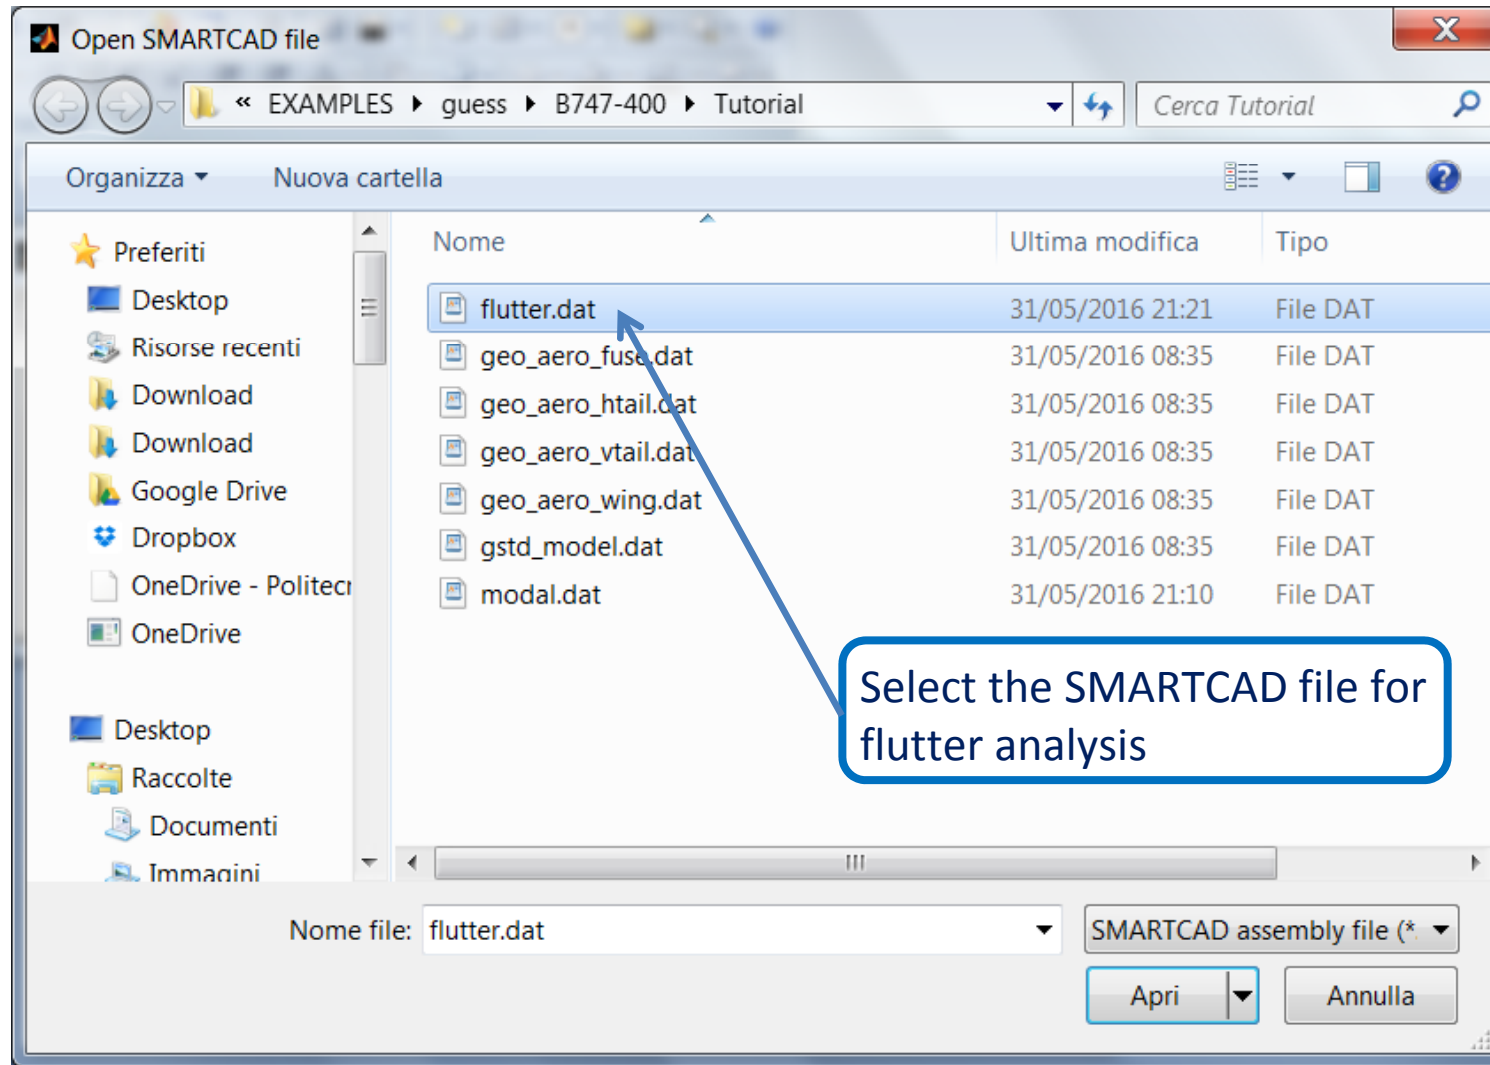 Open SMARTCAD file
X
« EXAMPLES ▸ guess ▸ B747-400 ▸ Tutorial
Cerca Tutorial
Organizza
Nuova cartella
?
Nome
Ultima modifica
Tipo
Preferiti
Desktop
Risorse recenti
Download
Download
Google Drive
Dropbox
OneDrive - Politecr
OneDrive
Desktop
Raccolte
Documenti
Immagini
flutter.dat 31/05/2016 21:21 File DAT
geo_aero_fuse.dat 31/05/2016 08:35 File DAT
geo_aero_htail.dat 31/05/2016 08:35 File DAT
geo_aero_vtail.dat 31/05/2016 08:35 File DAT
geo_aero_wing.dat 31/05/2016 08:35 File DAT
gstd_model.dat 31/05/2016 08:35 File DAT
modal.dat 31/05/2016 21:10 File DAT
Select the SMARTCAD file for
flutter analysis
Nome file: flutter.dat
SMARTCAD assembly file (*.
Apri
Annulla